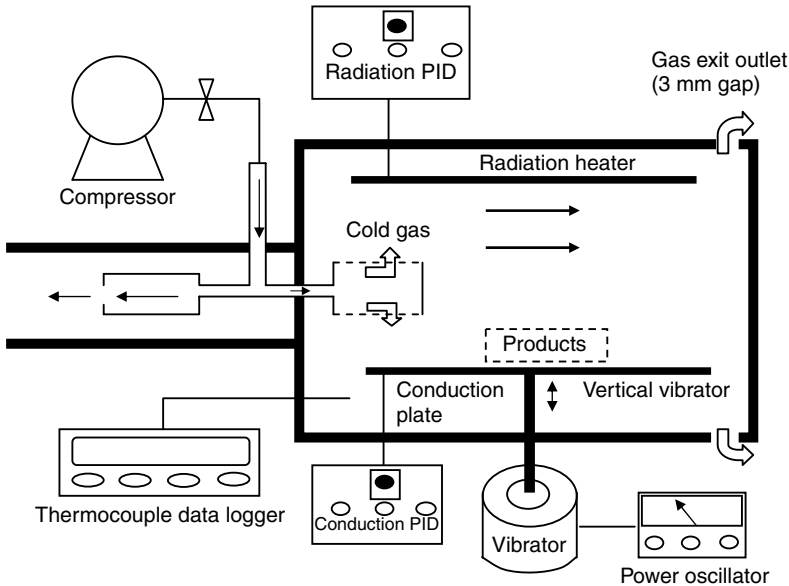 Radiation PID
Gas exit outlet
(3 mm gap)
Compressor
Radiation heater
Cold gas
Products
Conduction
plate
Vertical vibrator
Thermocouple data logger
Conduction PID
Vibrator
Power oscillator